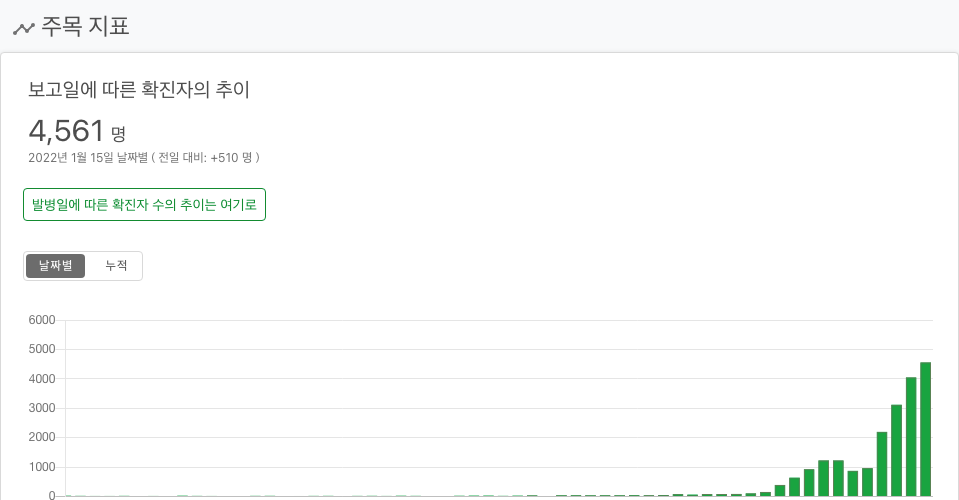 주목 지표
보고일에 따른 확진자의 추이
4,561 명
2022년 1월 15일 날짜별 ( 전일 대비: +510 명 )
발병일에 따른 확진자 수의 추이는 여기로
날짜별 누적
6000
5000
4000
3000
2000
1000
0